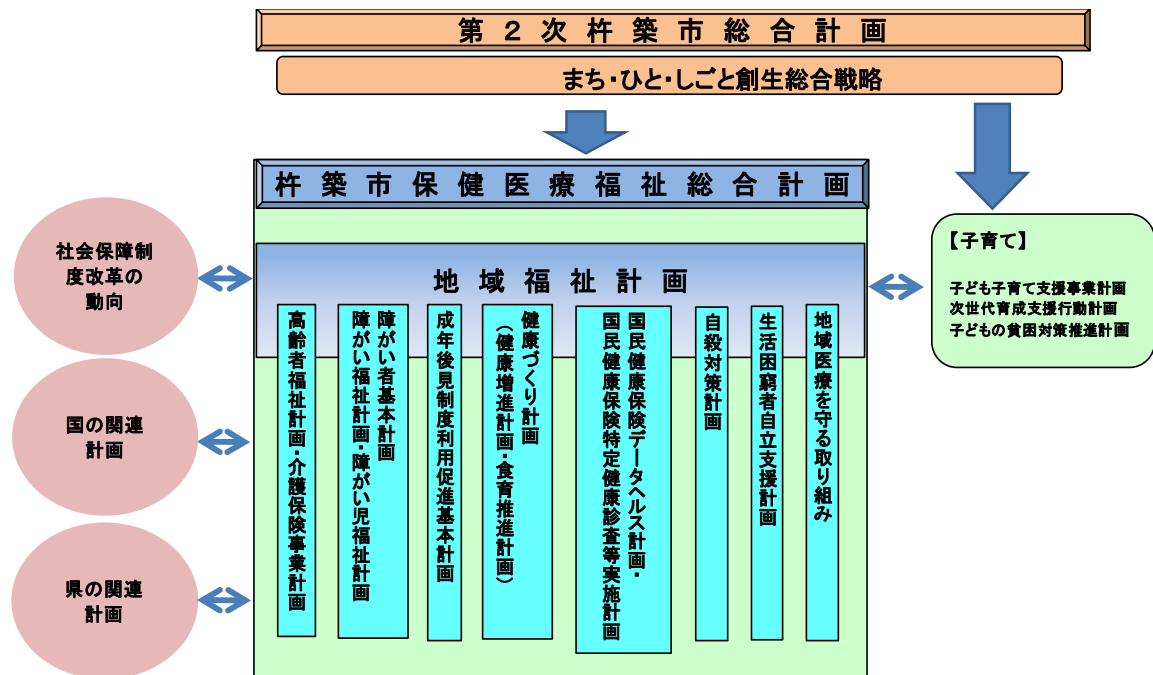 第2次杵築市総合計画
まち・ひと・しごと創生総合戦略
杵築市保健医療福祉総合計画
社会保障制
度改革の
動向
国の関連
計画
県の関連
計画
地域福祉計画
高齢者福祉計画・介護保険事業計画
障がい者基本計画
障がい福祉計画・障がい児福祉計画
成年後見制度利用促進基本計画
健康づくり計画
（健康増進計画・食育推進計画）
国民健康保険データヘルス計画・
国民健康保険特定健康診査等実施計画
自殺対策計画
生活困窮者自立支援計画
地域医療を守る取り組み
【子育て】
子ども子育て支援事業計画
次世代育成支援行動計画
子どもの貧困対策推進計画